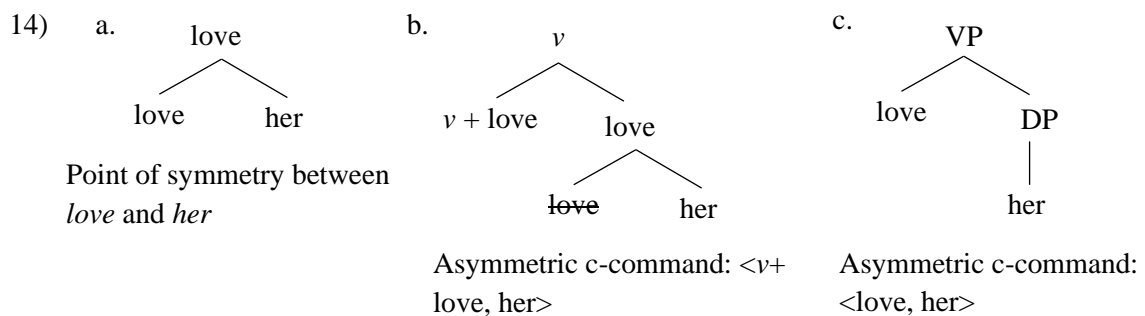 14) a. b. c.
love v VP
love her v + love love love DP
love her her
Point of symmetry between
love and her
Asymmetric c-command: <v+
love, her>
Asymmetric c-command:
<love, her>